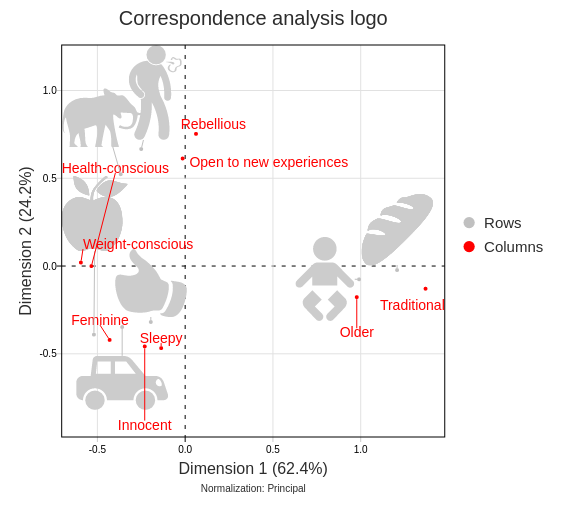 Correspondence analysis logo
Dimension 2 (24.2%)
1.0
0.5
0.0
-0.5
Rebellious
Open to new experiences
Health-conscious
Weight-conscious
Traditional
Older
Feminine
Sleepy
Innocent
Rows
Columns
-0.5
0.0
0.5
1.0
Dimension 1 (62.4%)
Normalization: Principal